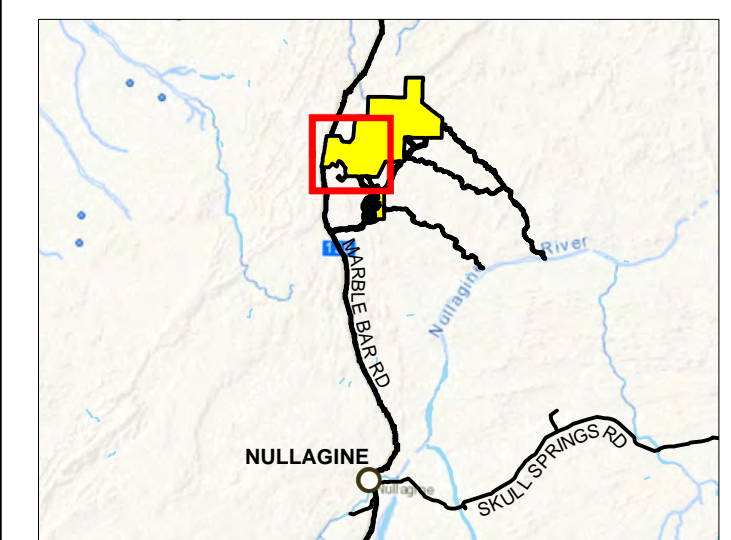 River
Nullagine
MARBLE BAR RD
NULLAGINE
Nullagine
SKULL SPRINGS RD